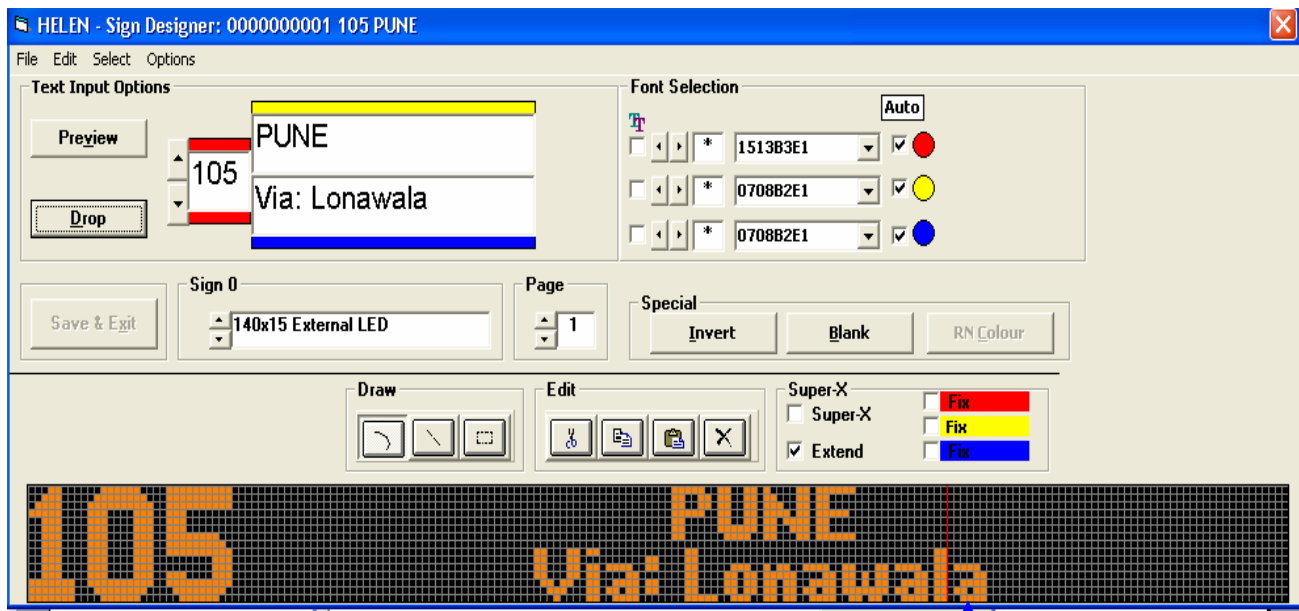 HELEN - Sign Designer: 0000000001 105 PUNE
File Edit Select Options
Text Input Options
Preview
Drop
105
PUNE
Via: Lonawala
Font Selection
Auto
* 1513B3E1
* 0708B2E1
* 0708B2E1
Save & Exit
Sign 0
140x15 External LED
Page
1
Special
Invert
Blank
RN Colour
Draw
Edit
Super-X
Super-X
Extend
Fix
Fix
Fix
105
PUNE
Via: Lonawala